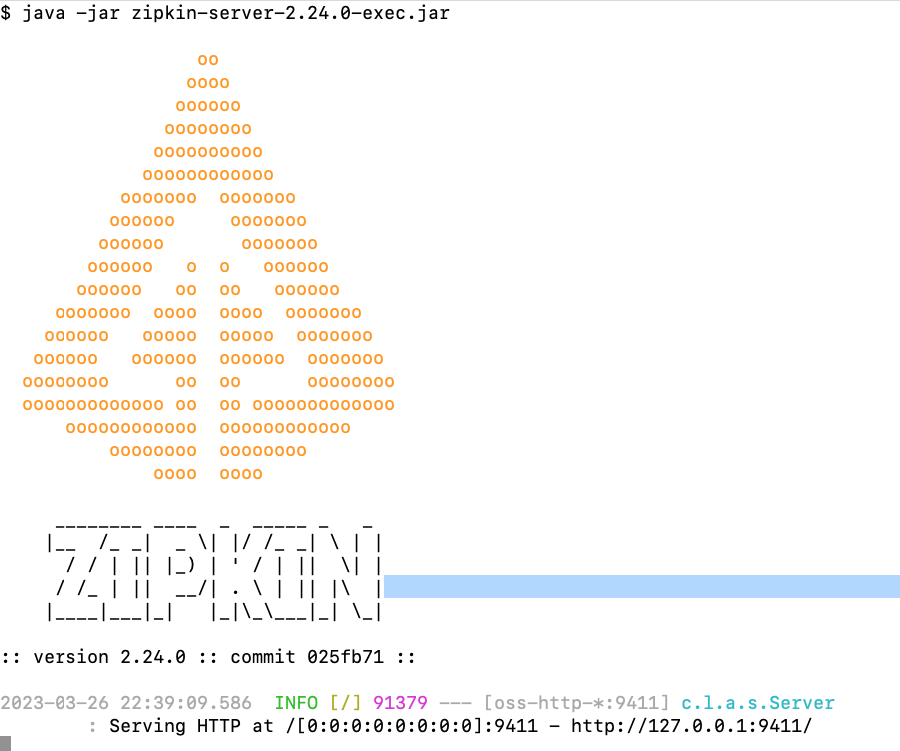 $ java -jar zipkin-server-2.24.0-exec.jar

                  oo
                 oooo
                oooooo
               oooooooo
              oooooooooo
             oooooooooooo
           ooooooo  ooooooo
          oooooo     ooooooo
         oooooo       ooooooo
        oooooo   o  o   oooooo
       oooooo   oo  oo   oooooo
     ooooooo  oooo  oooo  ooooooo
    oooooo   ooooo  ooooo  ooooooo
   oooooo   oooooo  oooooo  ooooooo
  oooooooo      oo  oo      oooooooo
  ooooooooooooo oo  oo ooooooooooooo
      oooooooooooo  oooooooooooo
          oooooooo  oooooooo
              oooo  oooo

     ________ ____  _  _____ _   _
    |__  /_ _|  _ \| |/ /_ _| \ | |
      / / | || |_) | ' / | ||  \| |
     / /_ | ||  __/| . \ | || |\  |
    |____|___|_|   |_|\_\___|_| \_|

:: version 2.24.0 :: commit 025fb71 ::

2023-03-26 22:39:09.586  INFO [/] 91379 --- [oss-http-*:9411] c.l.a.s.Server
        : Serving HTTP at /[0:0:0:0:0:0:0:0]:9411 - http://127.0.0.1:9411/